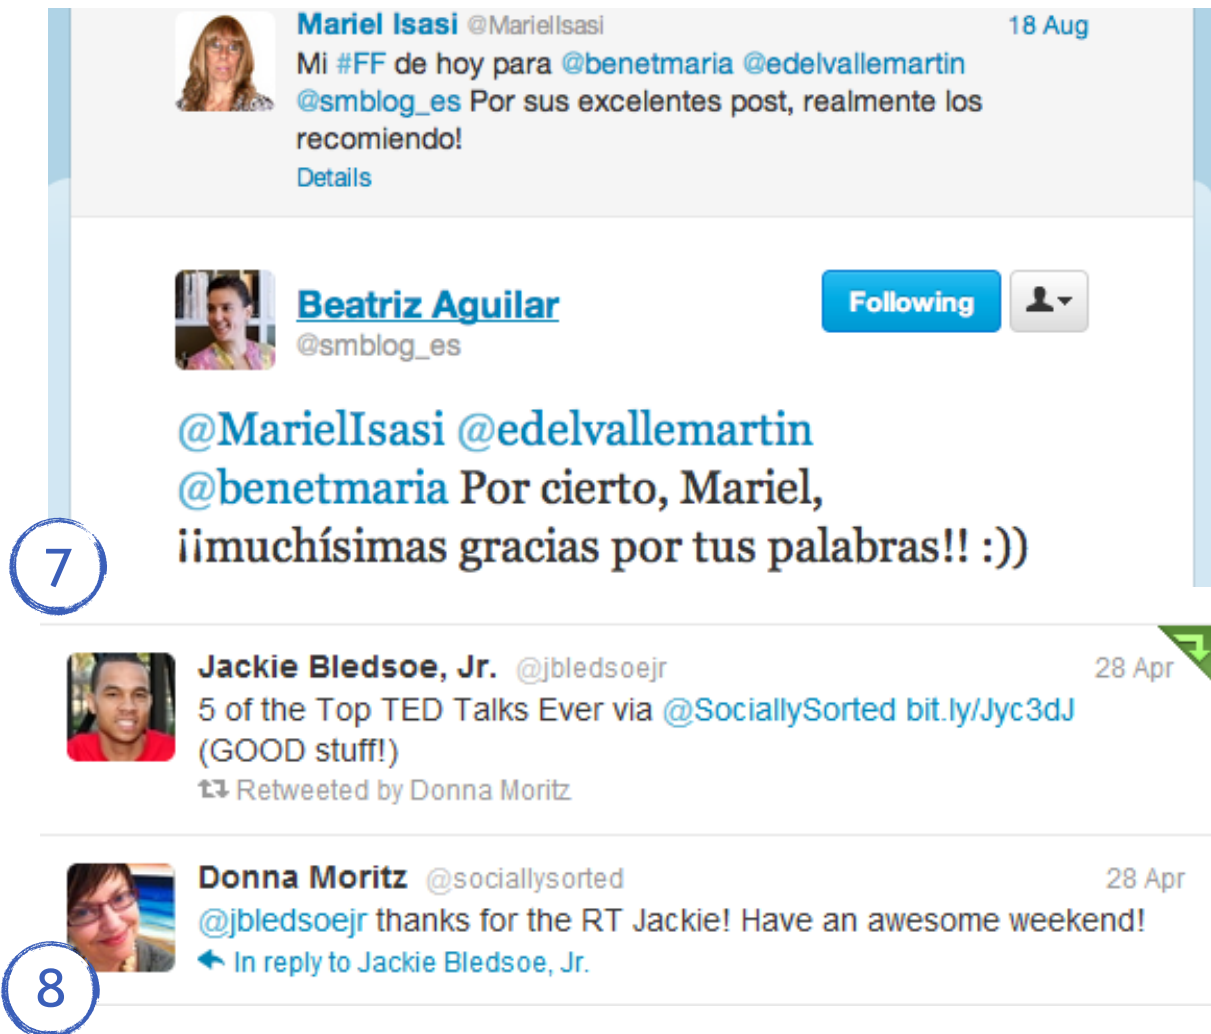 Mariel Isasi @MarielIsasi 18 Aug
Mi #FF de hoy para @benetmaria @edelvallemartin
@smblog_es Por sus excelentes post, realmente los
recomiendo!
Details
Beatriz Aguilar
@smblog_es
Following
@MarielIsasi @edelvallemartin
@benetmaria Por cierto, Mariel,
¡¡muchísimas gracias por tus palabras!! :))
7
Jackie Bledsoe, Jr. @jbledsoejr 28 Apr
5 of the Top TED Talks Ever via @SociallySorted bit.ly/Jyc3dJ
(GOOD stuff!)
Retweeted by Donna Moritz
Donna Moritz @sociallysorted 28 Apr
@jbledsoejr thanks for the RT Jackie! Have an awesome weekend!
In reply to Jackie Bledsoe, Jr.
8